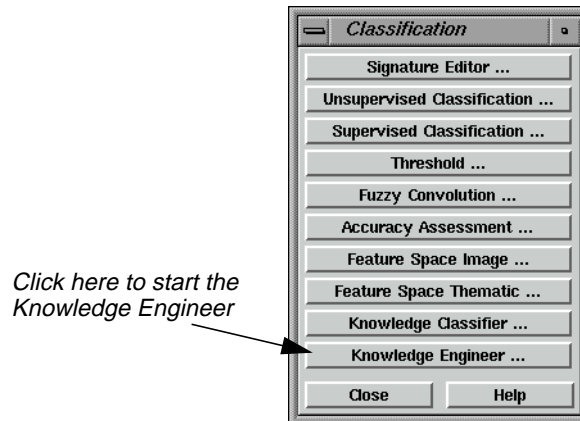 Classification
Signature Editor ...
Unsupervised Classification ...
Supervised Classification ...
Threshold ...
Fuzzy Convolution ...
Accuracy Assessment ...
Feature Space Image ...
Feature Space Thematic ...
Knowledge Classifier ...
Knowledge Engineer ...
Close
Help
Click here to start the
Knowledge Engineer